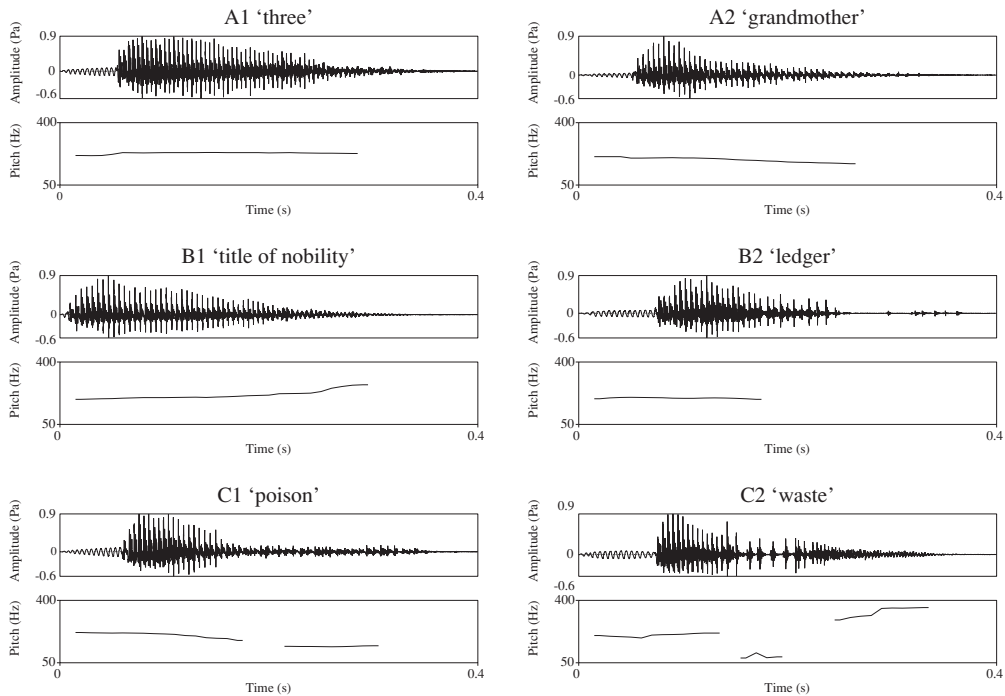 A1 ‘three’
Amplitude (Pa)
0.9
0
-0.6
Pitch (Hz)
400
50
0
0.4
Time (s)
A2 ‘grandmother’
Amplitude (Pa)
0.9
0
-0.6
Pitch (Hz)
400
50
0
0.4
Time (s)
B1 ‘title of nobility’
Amplitude (Pa)
0.9
0
-0.6
Pitch (Hz)
400
50
0
0.4
Time (s)
B2 ‘ledger’
Amplitude (Pa)
0.9
0
-0.6
Pitch (Hz)
400
50
0
0.4
Time (s)
C1 ‘poison’
Amplitude (Pa)
0.9
0
-0.6
Pitch (Hz)
400
50
0
0.4
Time (s)
C2 ‘waste’
Amplitude (Pa)
0.9
0
-0.6
Pitch (Hz)
400
50
0
0.4
Time (s)